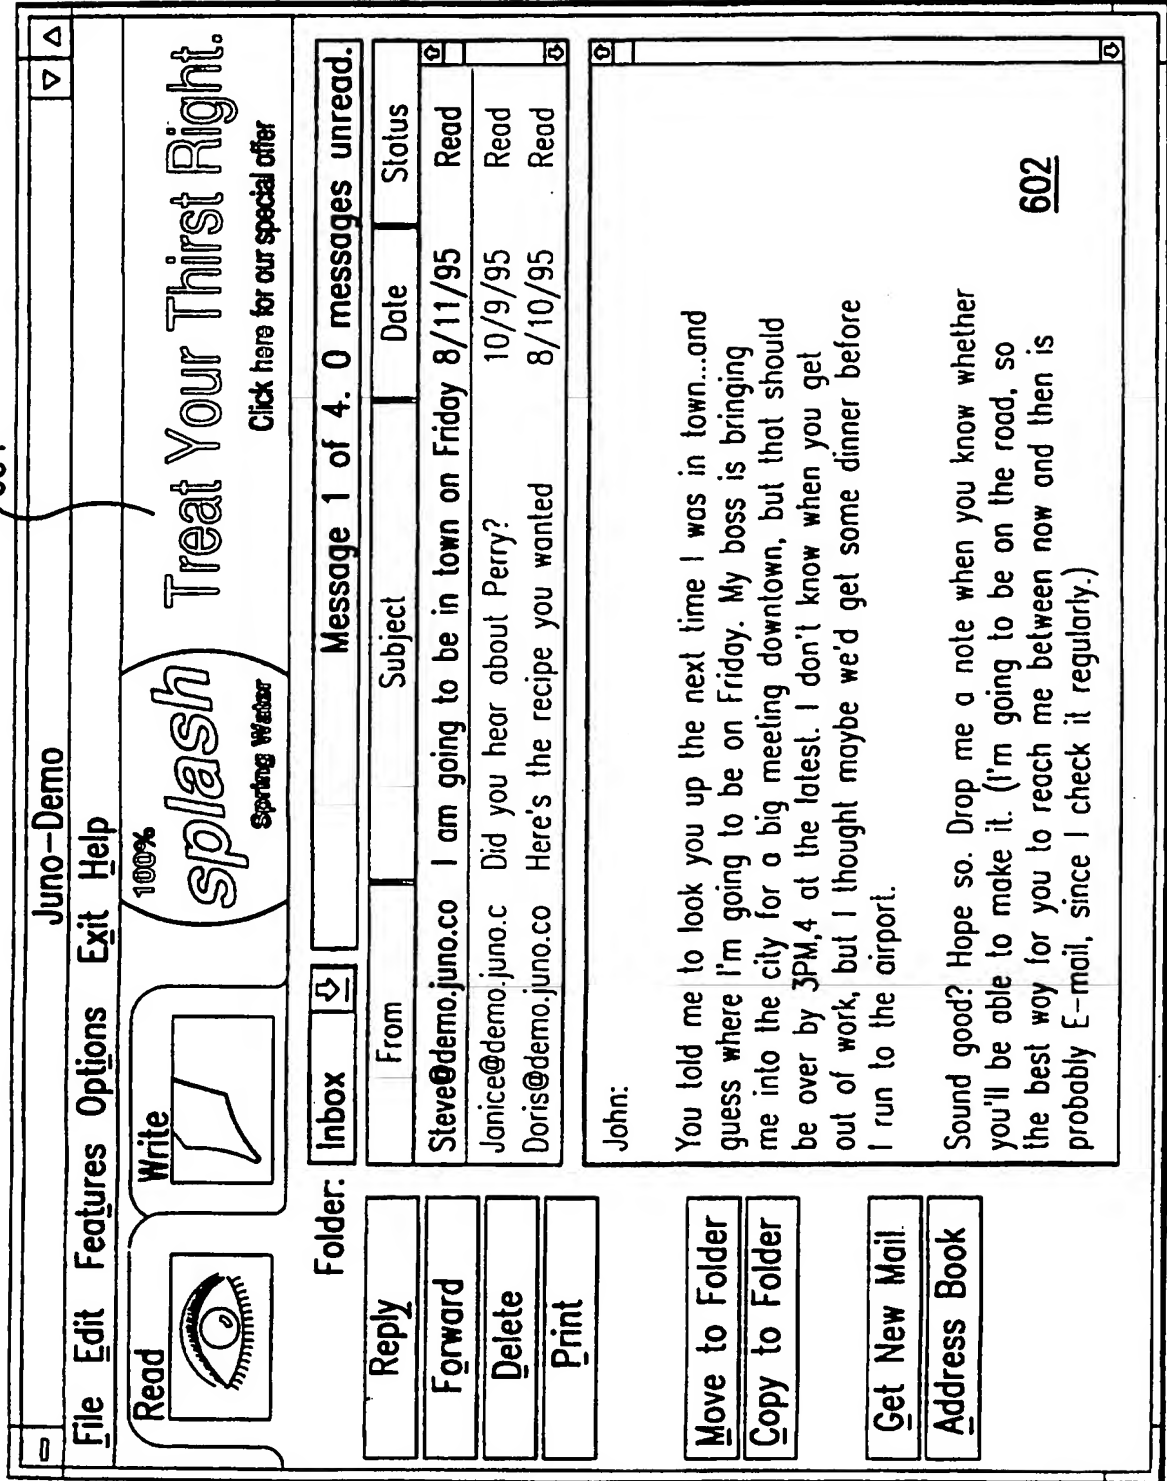 Juno-Demo
File Edit Features Options Exit Help
Read
Write
100%
splash
Spring Water
Treat Your Thirst Right.
Click here for our special offer
Folder: Inbox
Message 1 of 4. 0 messages unread.
From Subject Date Status
Steve@demo.juno.co I am going to be in town on Friday 8/11/95 Read
Janice@demo.juno.c Did you hear about Perry? 10/9/95 Read
Doris@demo.juno.co Here's the recipe you wanted 8/10/95 Read
Reply
Forward
Delete
Print
Move to Folder
Copy to Folder
Get New Mail
Address Book
John:
You told me to look you up the next time I was in town...and
guess where I'm going to be on Friday. My boss is bringing
me into the city for a big meeting downtown, but that should
be over by 3PM,4 at the latest. I don't know when you get
out of work, but I thought maybe we'd get some dinner before
I run to the airport.
Sound good? Hope so. Drop me a note when you know whether
you'll be able to make it. (I'm going to be on the road, so
the best way for you to reach me between now and then is
probably E-mail, since I check it regularly.)
602